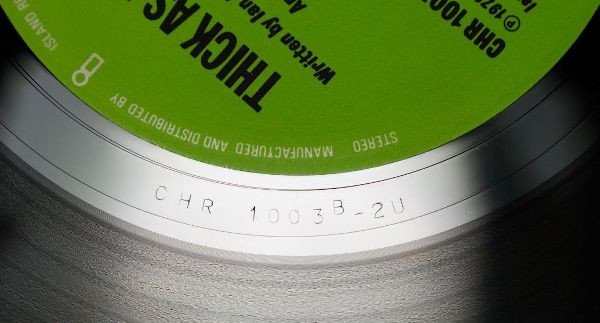 THICK AS
Written by Ian
CHR 100
℗ 197
STEREO
MANUFACTURED AND DISTRIBUTED BY
ISLAND
CHR 1003B-2U